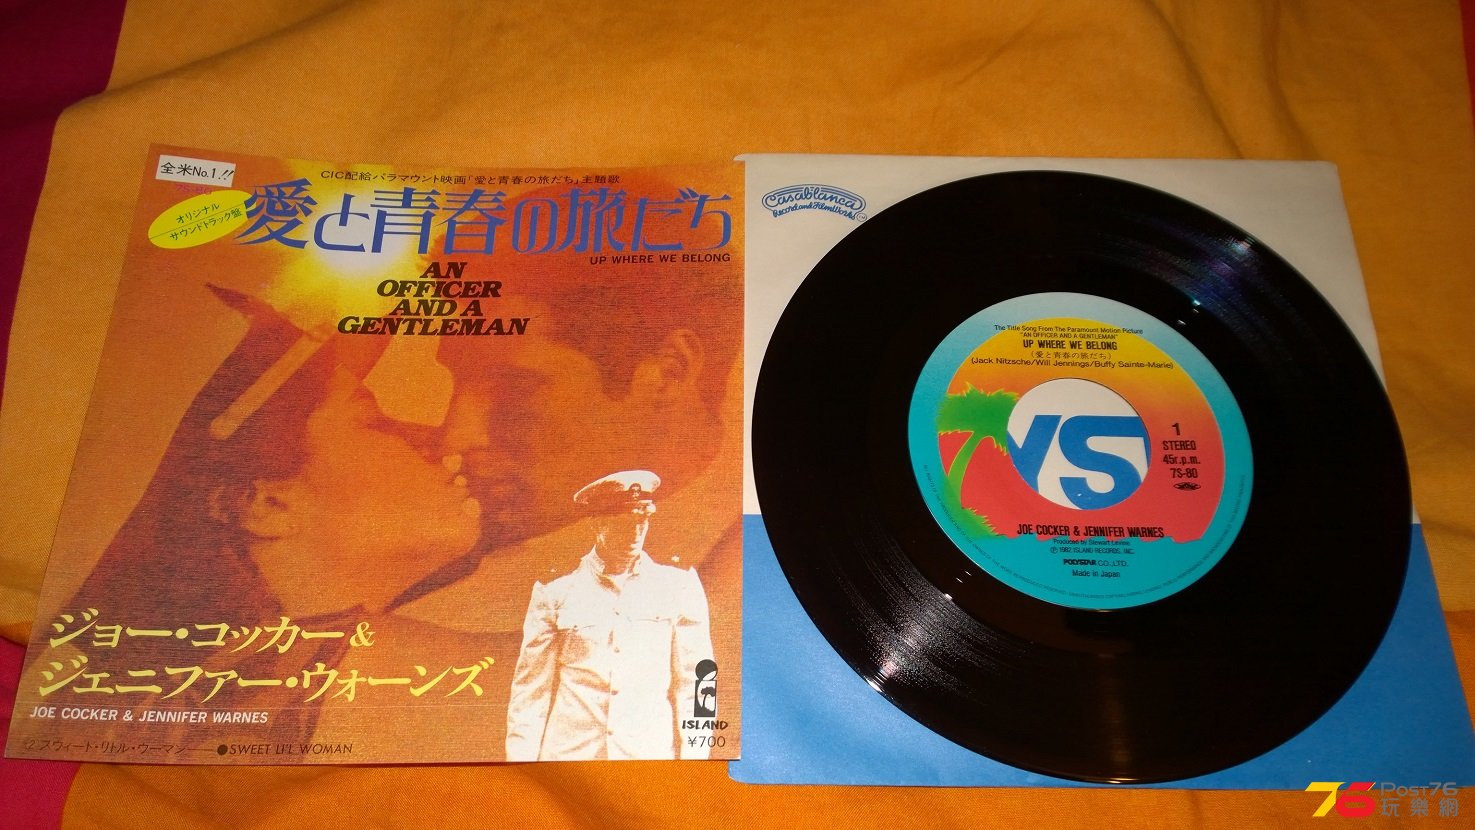 全米No.1.!!
CIC配給パラマウント映画「愛と青春の旅だち」主題歌
オリジナル
サウンドトラック盤
愛と青春の旅だち
UP WHERE WE BELONG
AN
OFFICER
AND A
GENTLEMAN
ジョー・コッカー&
ジェニファー・ウォーンズ
JOE COCKER & JENNIFER WARNES
スウィート・リトル・ウーマン ●SWEET LI'L WOMAN
ISLAND
¥700
Casablanca
Record and FilmWorks
The Title Song From The Paramount Motion Picture
"AN OFFICER AND A GENTLEMAN"
UP WHERE WE BELONG
(愛と青春の旅だち)
(Jack Nitzsche/Will Jennings/Buffy Sainte-Marie)
YS
1
STEREO
45r.p.m.
7S-80
JOE COCKER & JENNIFER WARNES
Produced by Stewart Levine
Ⓟ 1982 ISLAND RECORDS, INC.
POLYSTAR CO.,LTD.
Made in Japan
76 POST76
玩樂網